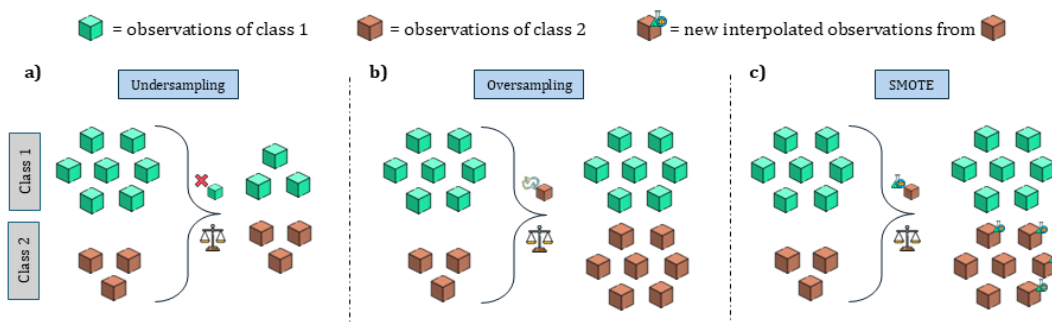 = observations of class 1
= observations of class 2
= new interpolated observations from
a)
Undersampling
b)
Oversampling
c)
SMOTE
Class 1
Class 2